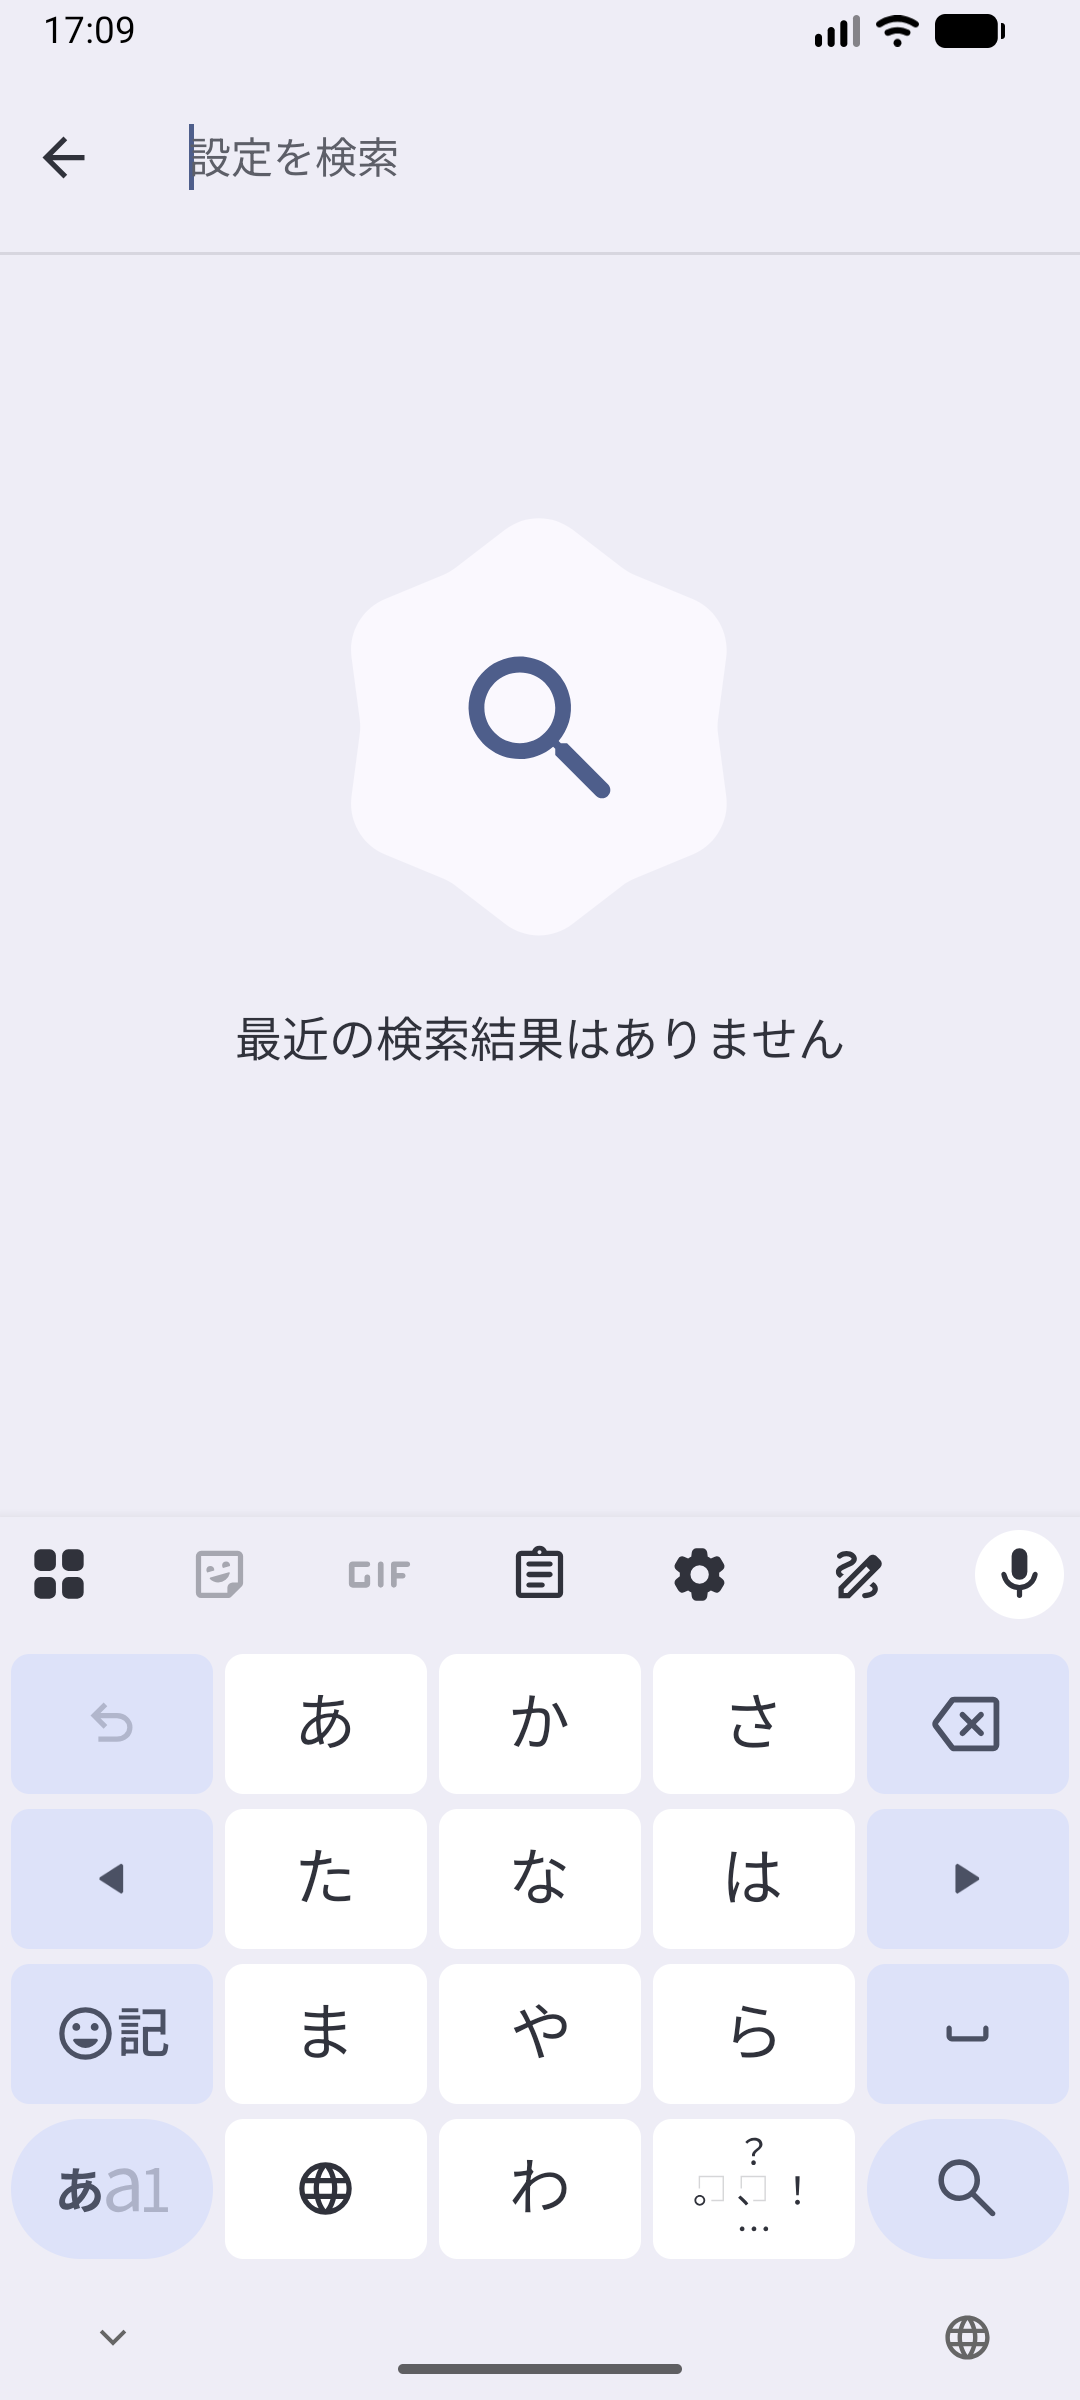 17:09
設定を検索
最近の検索結果はありません
GIF
あ か さ
た な は
記 ま や ら
あa1 わ 。?、!…